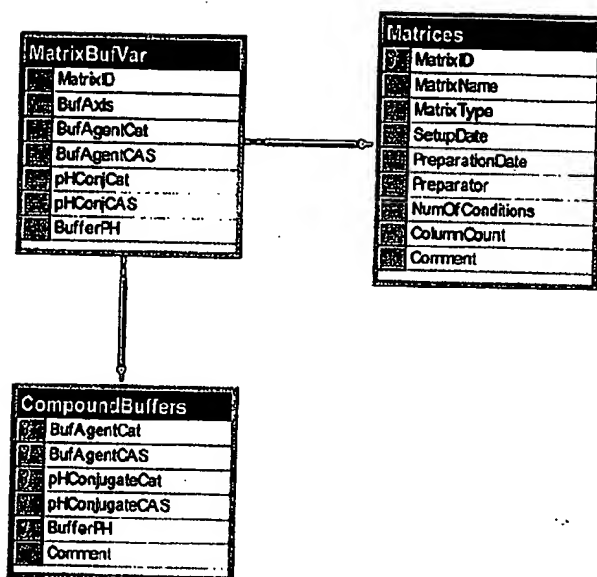 MatrixBufVar
MatrixID
BufAxis
BufAgentCat
BufAgentCAS
pHConjCat
pHConjCAS
BufferPH
Matrices
MatrixID
MatrixName
MatrixType
SetupDate
PreparationDate
Preparator
NumOfConditions
ColumnCount
Comment
CompoundBuffers
BufAgentCat
BufAgentCAS
pHConjugateCat
pHConjugateCAS
BufferPH
Comment